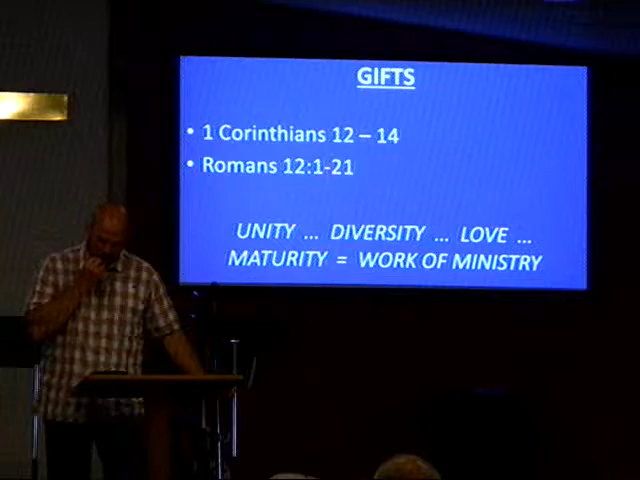 GIFTS
• 1 Corinthians 12 – 14
• Romans 12:1-21
UNITY ... DIVERSITY ... LOVE ...
MATURITY = WORK OF MINISTRY